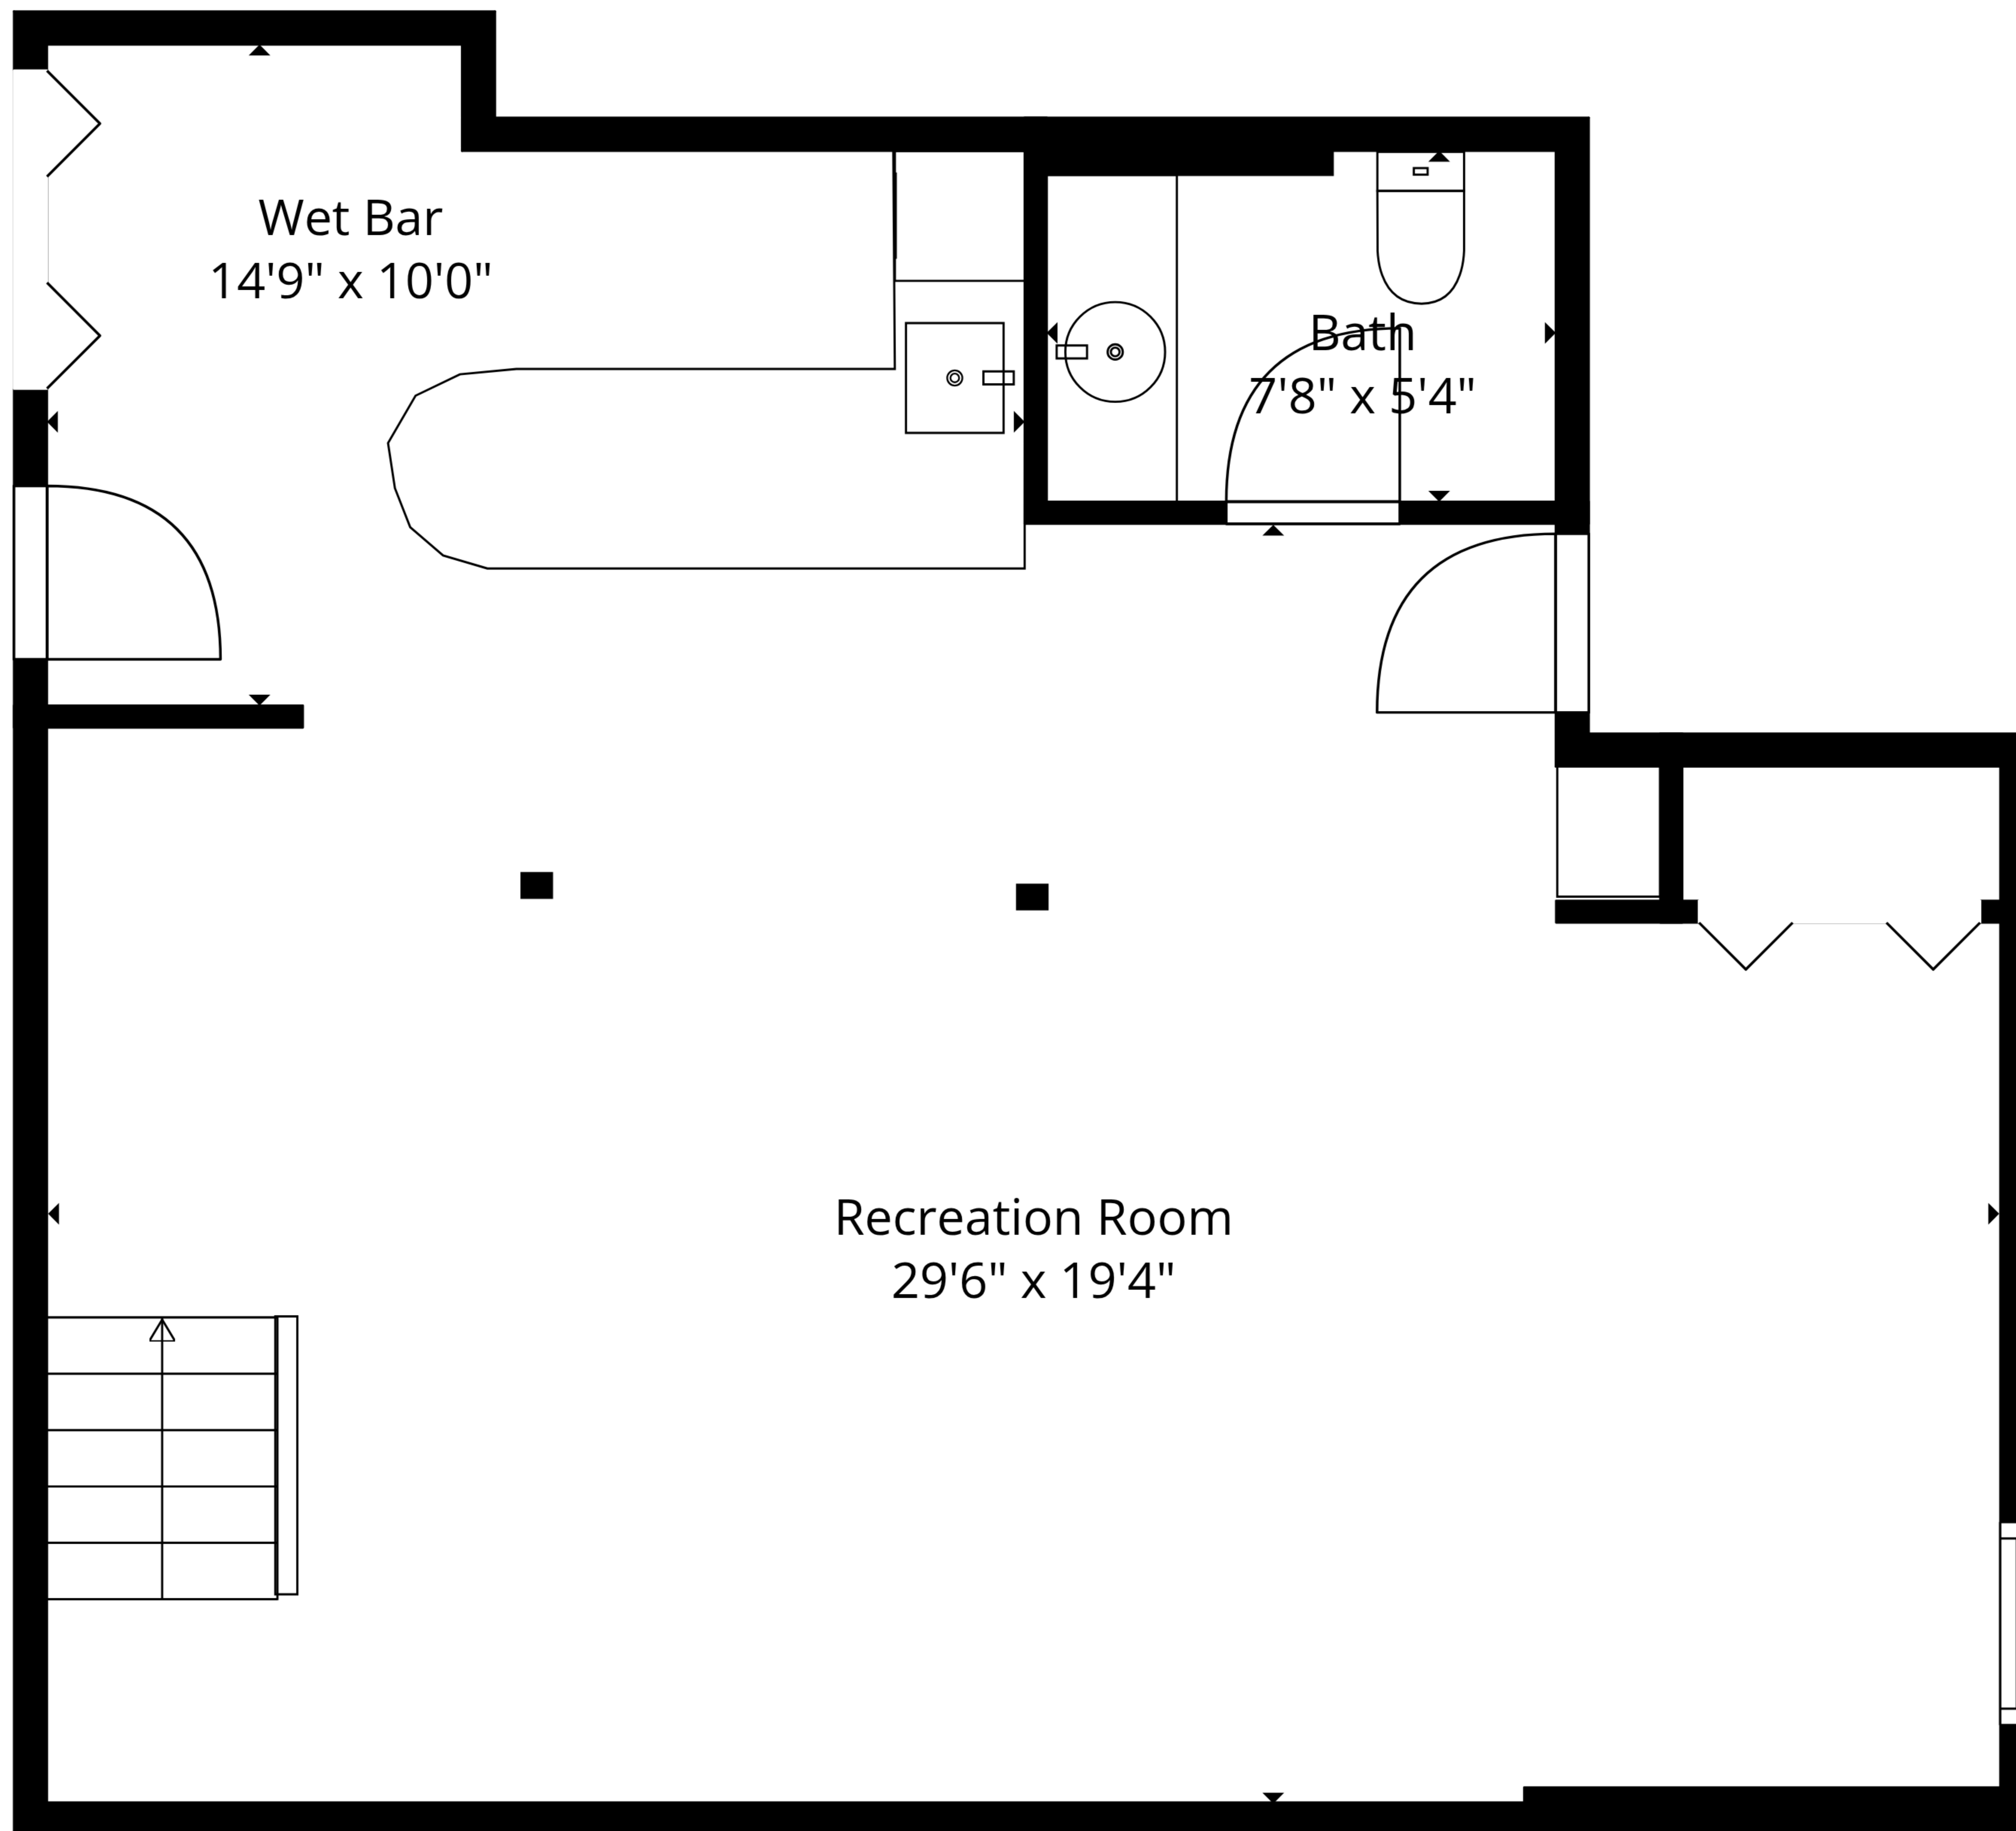 Wet Bar
14'9" x 10'0"
Bath
7'8" x 5'4"
Recreation Room
29'6" x 19'4"